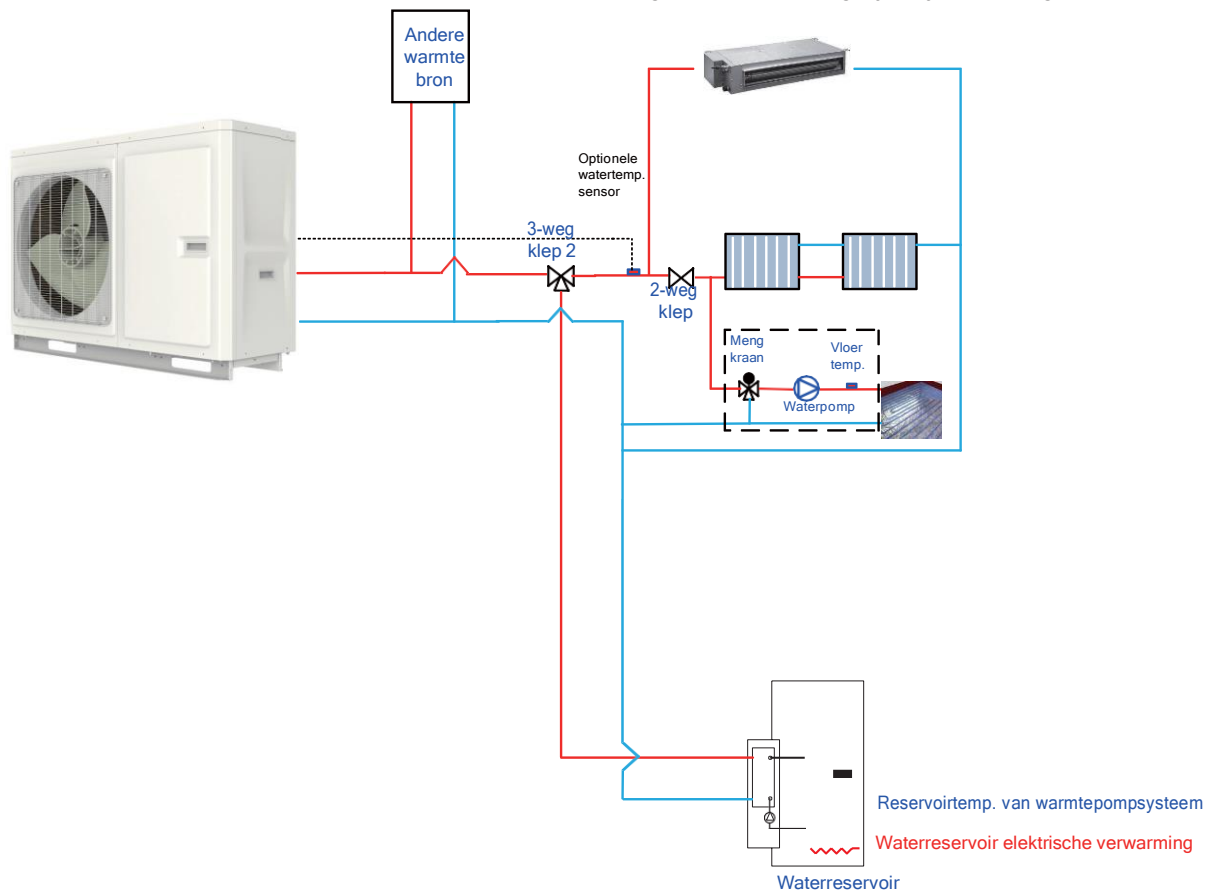 Andere
warmte
bron
Optionele
watertemp.
sensor
3-weg
klep 2
2-weg
klep
Meng
kraan
Vloer
temp.
Waterpomp
Reservoirtemp. van warmtepompsysteem
Waterreservoir elektrische verwarming
Waterreservoir